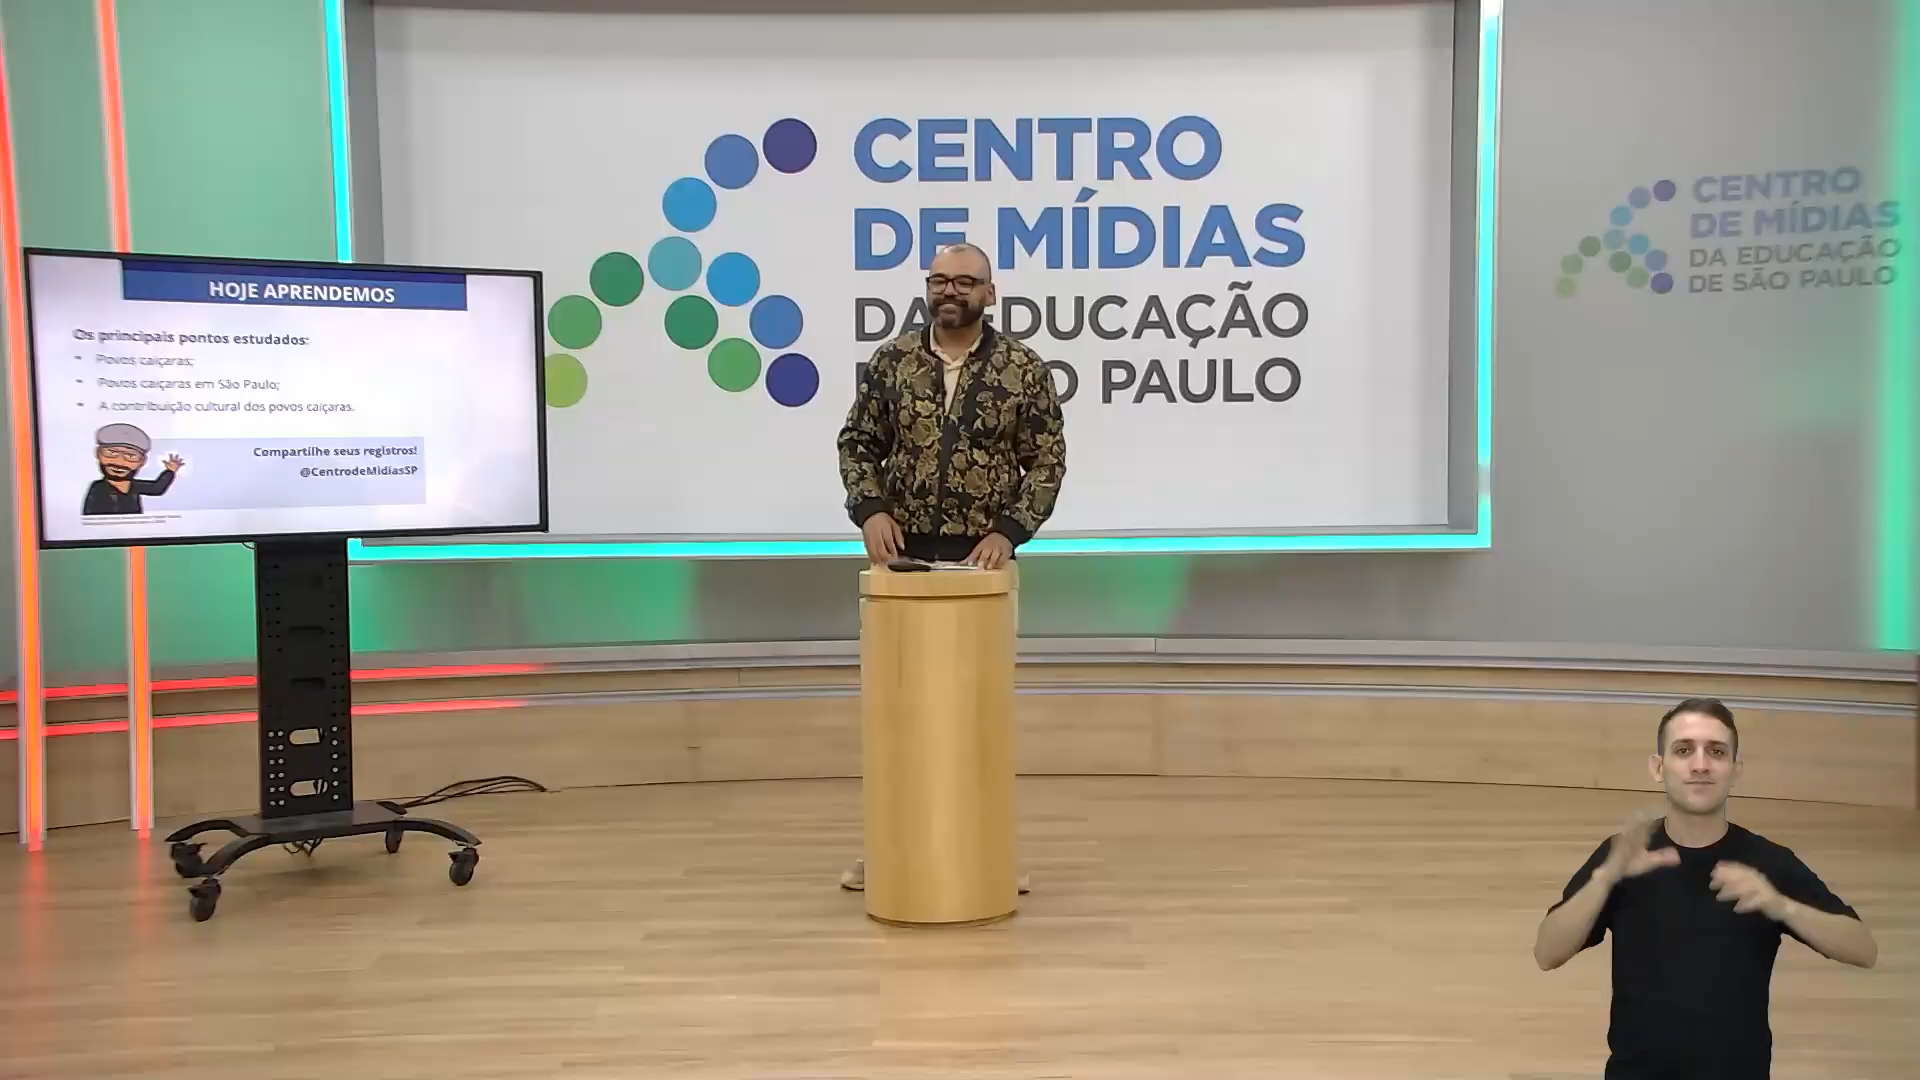 CENTRO
DE MÍDIAS
DA EDUCAÇÃO
O PAULO
CENTRO
DE MÍDIAS
DA EDUCAÇÃO
DE SÃO PAULO
HOJE APRENDEMOS
Os principais pontos estudados:
• Povos caiçaras;
• Povos caiçaras em São Paulo;
• A contribuição cultural dos povos caiçaras.
Compartilhe seus registros!
@CentrodeMidiasSP